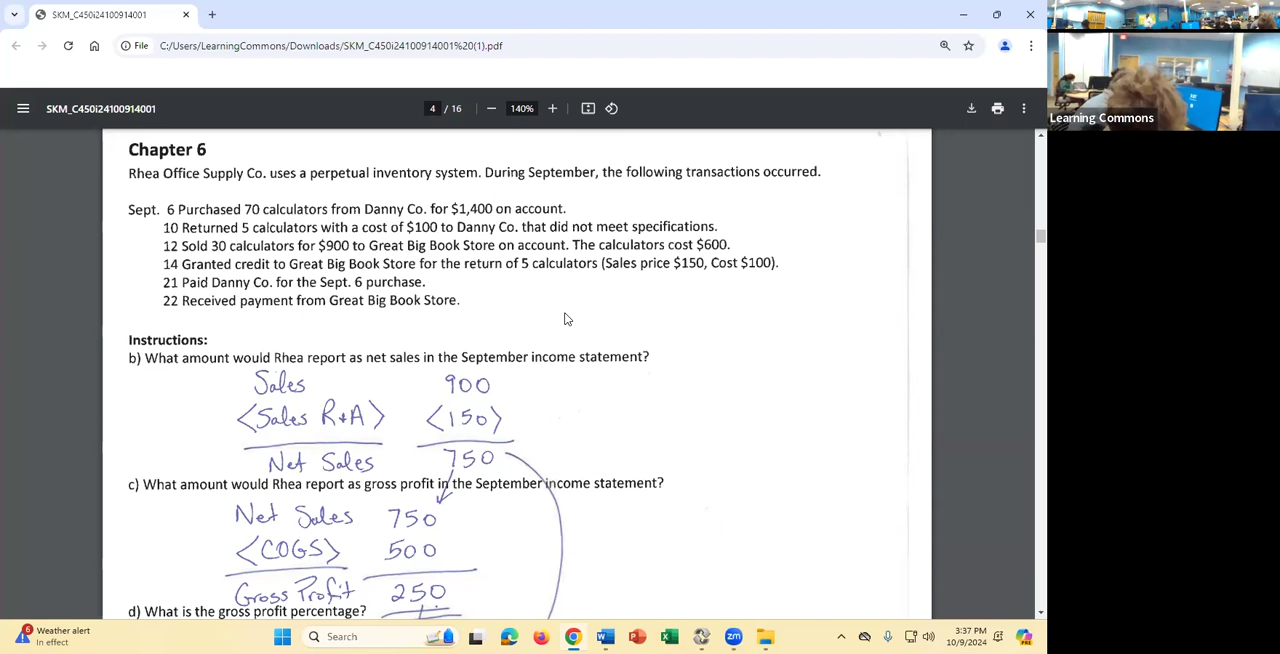 SKM_C450i24100914001
File
C:/Users/LearningCommons/Downloads/SKM_C450i24100914001%20(1).pdf
SKM_C450i24100914001
4 / 16
140%
Learning Commons
Chapter 6
Rhea Office Supply Co. uses a perpetual inventory system. During September, the following transactions occurred.
Sept. 6 Purchased 70 calculators from Danny Co. for $1,400 on account.
10 Returned 5 calculators with a cost of $100 to Danny Co. that did not meet specifications.
12 Sold 30 calculators for $900 to Great Big Book Store on account. The calculators cost $600.
14 Granted credit to Great Big Book Store for the return of 5 calculators (Sales price $150, Cost $100).
21 Paid Danny Co. for the Sept. 6 purchase.
22 Received payment from Great Big Book Store.
Instructions:
b) What amount would Rhea report as net sales in the September income statement?
Sales 900
<Sales R+A> <150>
Net Sales 750
c) What amount would Rhea report as gross profit in the September income statement?
Net Sales 750
<COGS> 500
Gross Profit 250
d) What is the gross profit percentage?
6
Weather alert
In effect
Search
zm
3:37 PM
10/9/2024